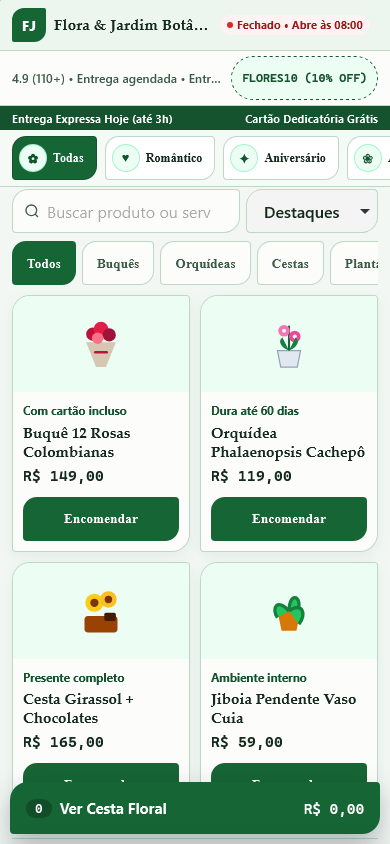 FJ Flora & Jardim Botâ... Fechado • Abre às 08:00
4.9 (110+) • Entrega agendada • Entr... FLORES10 (10% OFF)
Entrega Expressa Hoje (até 3h) Cartão Dedicatória Grátis
Todas Romântico Aniversário
Buscar produto ou serv Destaques
Todos Buquês Orquídeas Cestas Planta
Com cartão incluso
Buquê 12 Rosas
Colombianas
R$ 149,00
Encomendar
Dura até 60 dias
Orquídea
Phalaenopsis Cachepô
R$ 119,00
Encomendar
Presente completo
Cesta Girassol +
Chocolates
R$ 165,00
Ambiente interno
Jiboia Pendente Vaso
Cuia
R$ 59,00
0 Ver Cesta Floral R$ 0,00